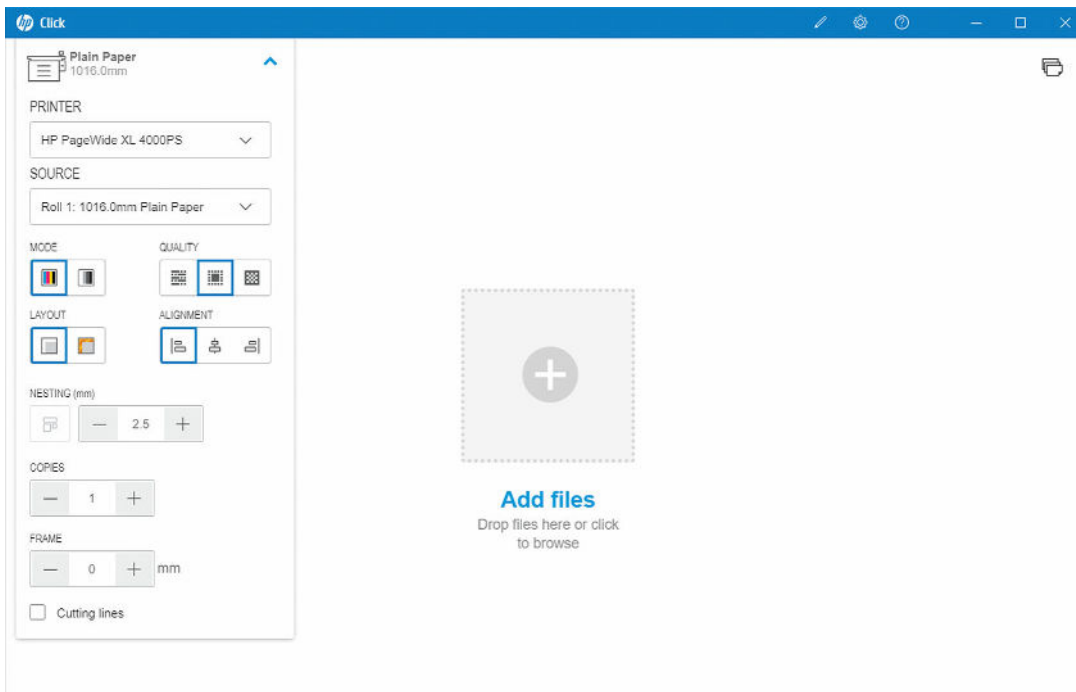 hp Click
Plain Paper
1016.0mm
PRINTER
HP PageWide XL 4000PS
SOURCE
Roll 1: 1016.0mm Plain Paper
MODE QUALITY
LAYOUT ALIGNMENT
NESTING (mm)
2.5
COPIES
1
FRAME
0 mm
Cutting lines
Add files
Drop files here or click
to browse